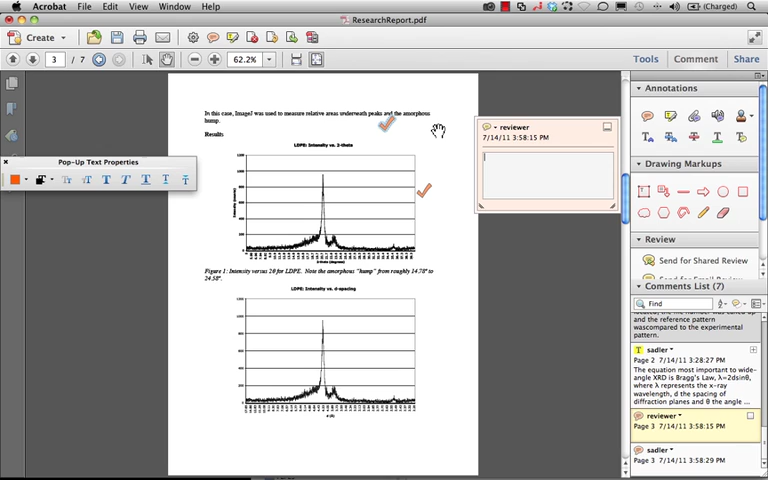 Acrobat File Edit View Window Help (Charged)
ResearchReport.pdf
Create
3 / 7 62.2% Tools Comment Share
Annotations
In this case, ImageJ was used to measure relative areas underneath peaks and the amorphous
hump.
Results
reviewer
7/14/11 3:58:15 PM
Pop-Up Text Properties
LDPE: Intensity vs. 2-theta
Drawing Markups
Review
Send for Shared Review
Figure 1: Intensity versus 2θ for LDPE. Note the amorphous "hump" from roughly 14.78° to
24.58°.
Comments List (7)
LDPE: Intensity vs. d-spacing
Find
and the reference pattern
wascompared to the experimental
pattern.
sadler
Page 2 7/14/11 3:28:27 PM
The equation most important to wide-
angle XRD is Bragg's Law, λ=2dsinθ,
where λ represents the x-ray
wavelength, d the spacing of
diffraction planes and θ the angle ...
reviewer
Page 3 7/14/11 3:58:15 PM
sadler
Page 3 7/14/11 3:58:29 PM